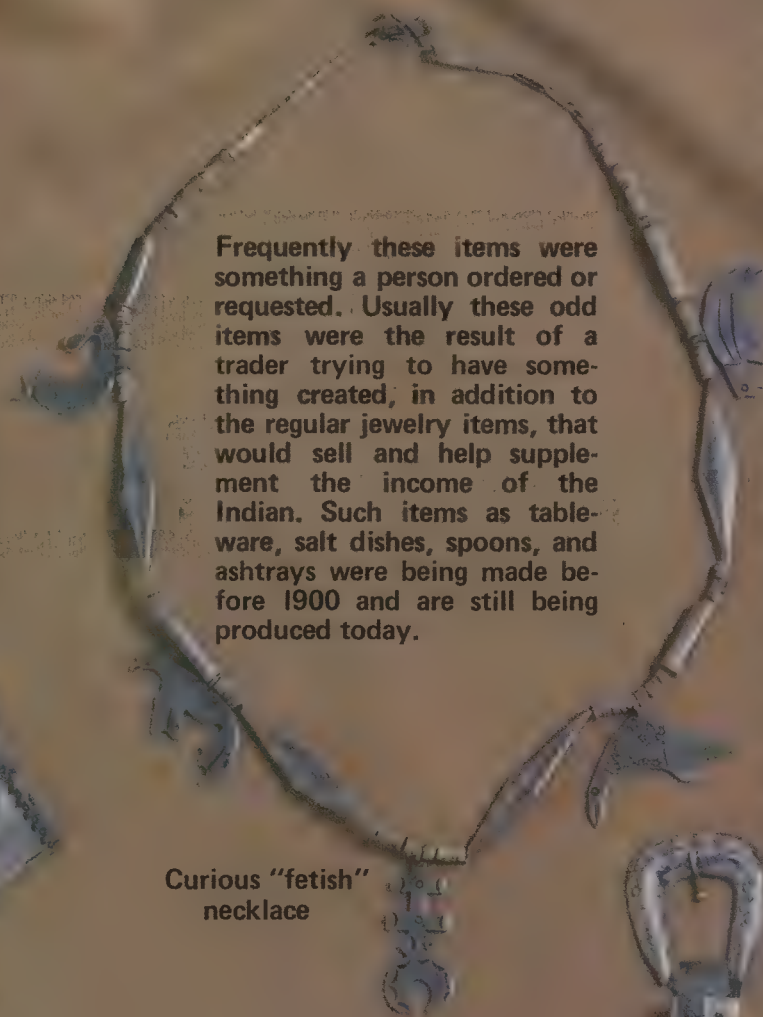 Frequently these items were
something a person ordered or
requested. Usually these odd
items were the result of a
trader trying to have some-
thing created, in addition to
the regular jewelry items, that
would sell and help supple-
ment the income of the
Indian. Such items as table-
ware, salt dishes, spoons, and
ashtrays were being made be-
fore 1900 and are still being
produced today.
Curious "fetish"
necklace